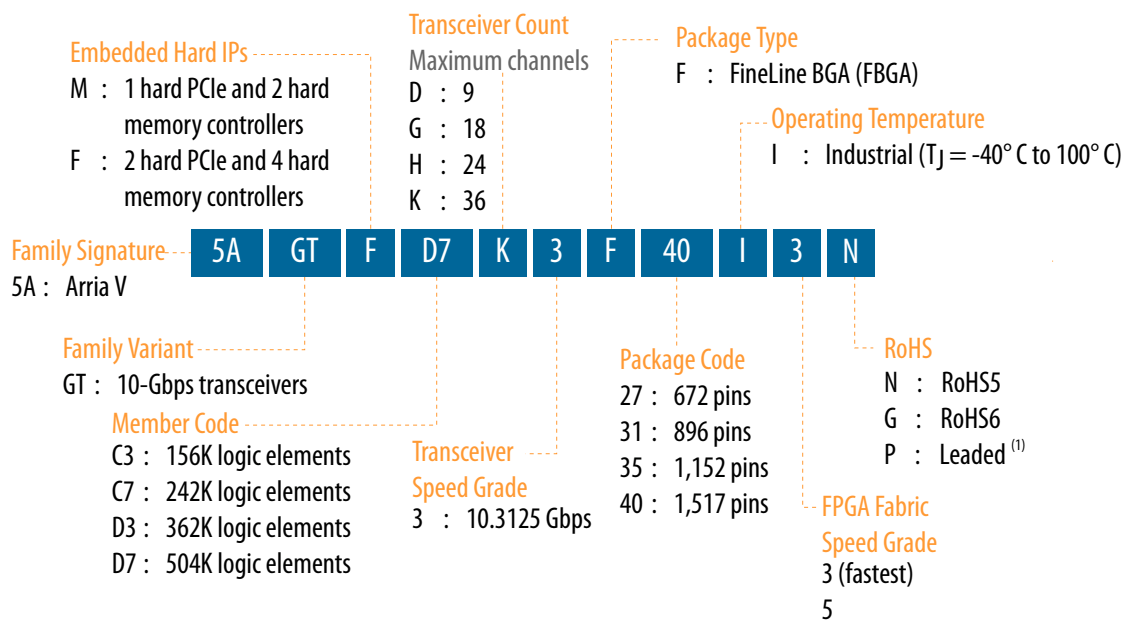 Embedded Hard IPs
M : 1 hard PCIe and 2 hard
memory controllers
F : 2 hard PCIe and 4 hard
memory controllers
Transceiver Count
Maximum channels
D : 9
G : 18
H : 24
K : 36
Package Type
F : FineLine BGA (FBGA)
Operating Temperature
I : Industrial (TJ = -40° C to 100° C)
Family Signature
5A : Arria V
5A GT F D7 K 3 F 40 I 3 N
Family Variant
GT : 10-Gbps transceivers
Member Code
C3 : 156K logic elements
C7 : 242K logic elements
D3 : 362K logic elements
D7 : 504K logic elements
Transceiver
Speed Grade
3 : 10.3125 Gbps
Package Code
27 : 672 pins
31 : 896 pins
35 : 1,152 pins
40 : 1,517 pins
RoHS
N : RoHS5
G : RoHS6
P : Leaded (1)
FPGA Fabric
Speed Grade
3 (fastest)
5